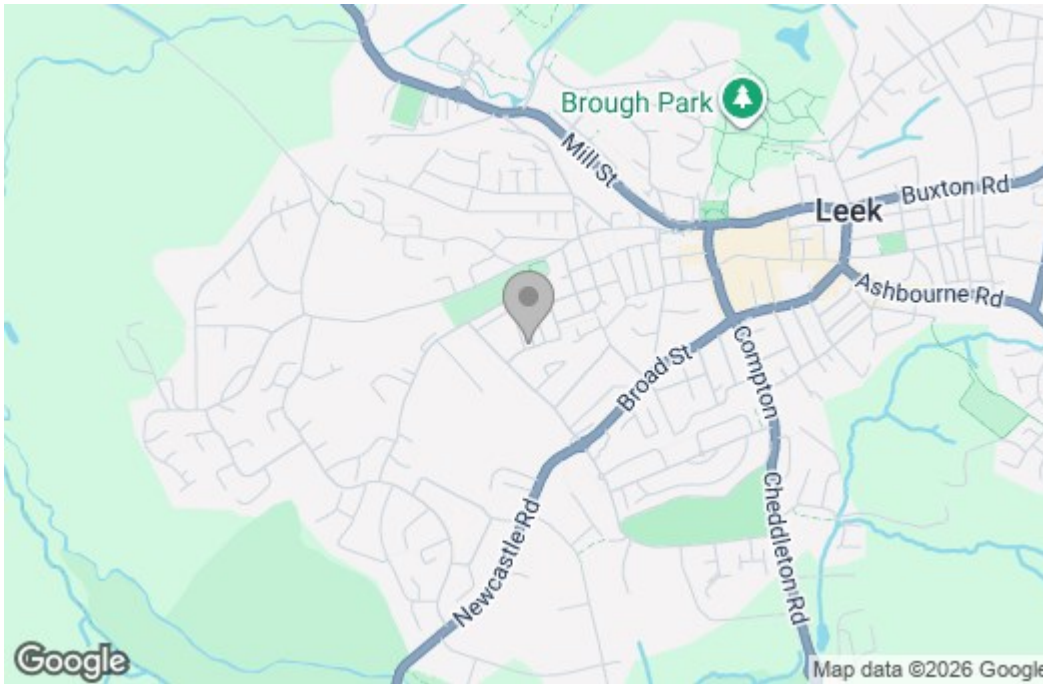 Brough Park
Mill St
Buxton Rd
Leek
Ashbourne Rd
Broad St
Compton
Cheddleton Rd
Newcastle Rd
Google
Map data ©2026 Google